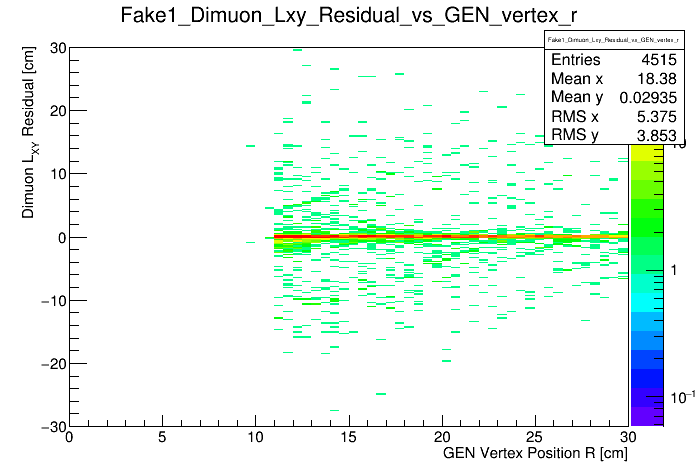 Fake1_Dimuon_Lxy_Residual_vs_GEN_vertex_r
Fake1_Dimuon_Lxy_Residual_vs_GEN_vertex_r
Entries 4515
Mean x 18.38
Mean y 0.02935
RMS x 5.375
RMS y 3.853
Dimuon L_XY Residual [cm]
30
20
10
0
−10
−20
−30
0 5 10 15 20 25 30
GEN Vertex Position R [cm]
1
10⁻¹